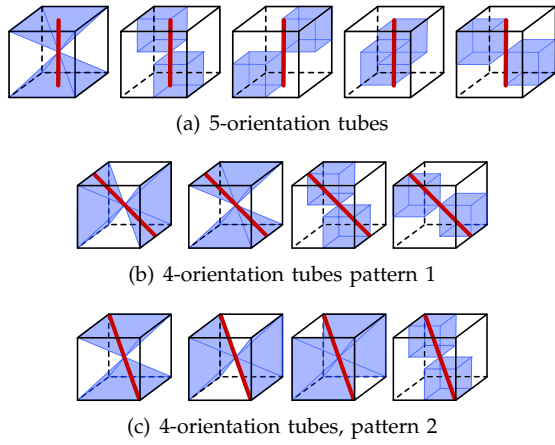 (a) 5-orientation tubes
(b) 4-orientation tubes pattern 1
(c) 4-orientation tubes, pattern 2